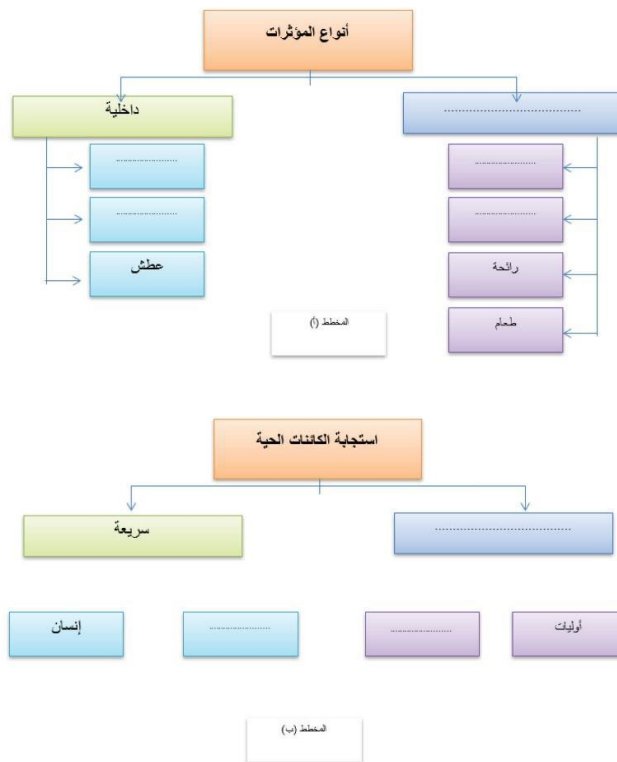 أنواع المؤثرات
..................................... داخلية
...................... ......................
...................... ......................
رائحة عطش
طعام
المخطط (أ)
استجابة الكائنات الحية
..................................... سريعة
أوليات ...................... ...................... إنسان
المخطط (ب)